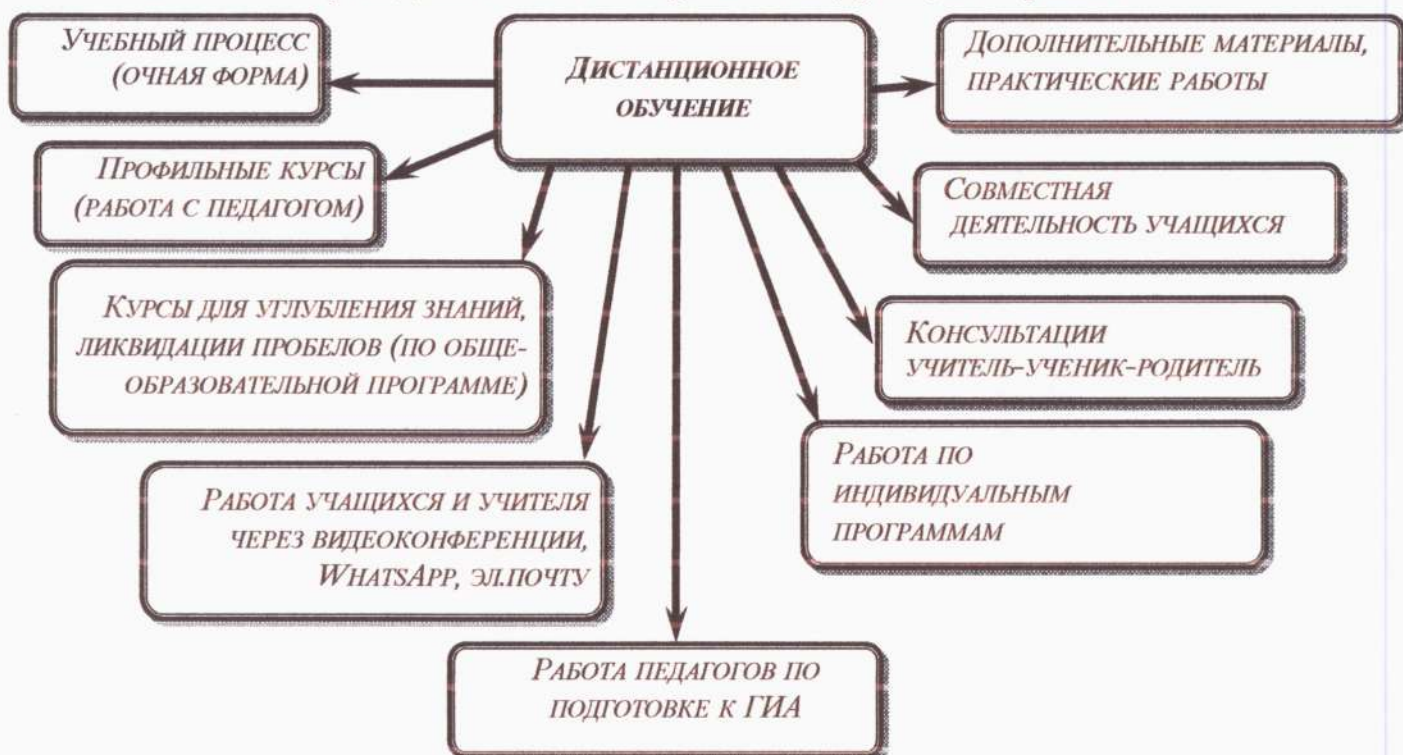 Учебный процесс
(очная форма)
Дистанционное
обучение
Дополнительные материалы,
практические работы
Профильные курсы
(работа с педагогом)
Совместная
деятельность учащихся
Курсы для углубления знаний,
ликвидации пробелов (по обще-
образовательной программе)
Консультации
учитель-ученик-родитель
Работа учащихся и учителя
через видеоконференции,
WhatsApp, эл.почту
Работа по
индивидуальным
программам
Работа педагогов по
подготовке к ГИА